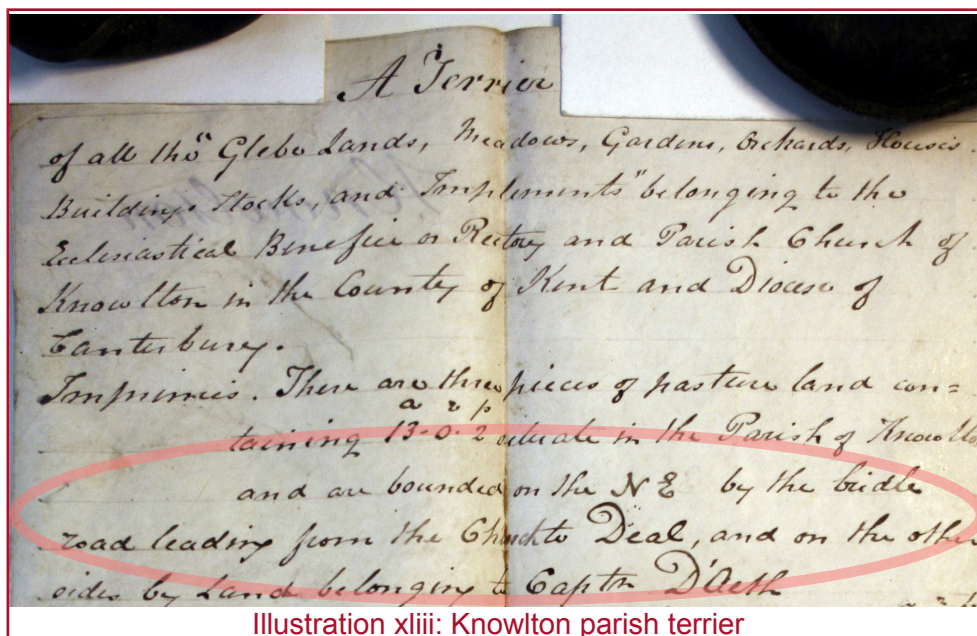 A Terrier
of all the "Glebe Lands, Meadows, Gardens, Orchards, Houses
Buildings Stocks, and Implements" belonging to the
Ecclesiastical Benefice or Rectory and Parish Church of
Knowlton in the County of Kent and Diocese of
Canterbury.
Imprimis. There are three pieces of pasture land con=
a r p
taining 13-0-2 situate in the Parish of Knowlton
and are bounded on the N E by the bridle
road leading from the Church to Deal, and on the other
sides by Land belonging to Captn D'Aeth
a r p
Illustration xliii: Knowlton parish terrier